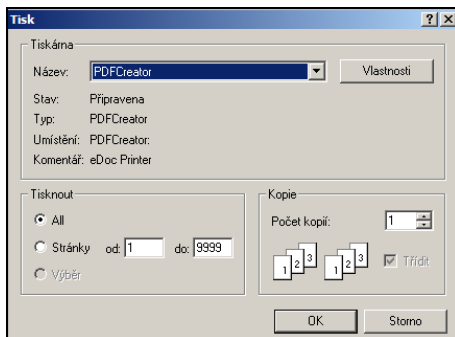 Tisk
Tiskárna
Název: PDFCreator Vlastnosti
Stav: Připravena
Typ: PDFCreator
Umístění: PDFCreator:
Komentář: eDoc Printer
Tisknout
All
Stránky od: 1 do: 9999
Výběr
Kopie
Počet kopií: 1
1 2 3 1 2 3 Třídit
OK Storno